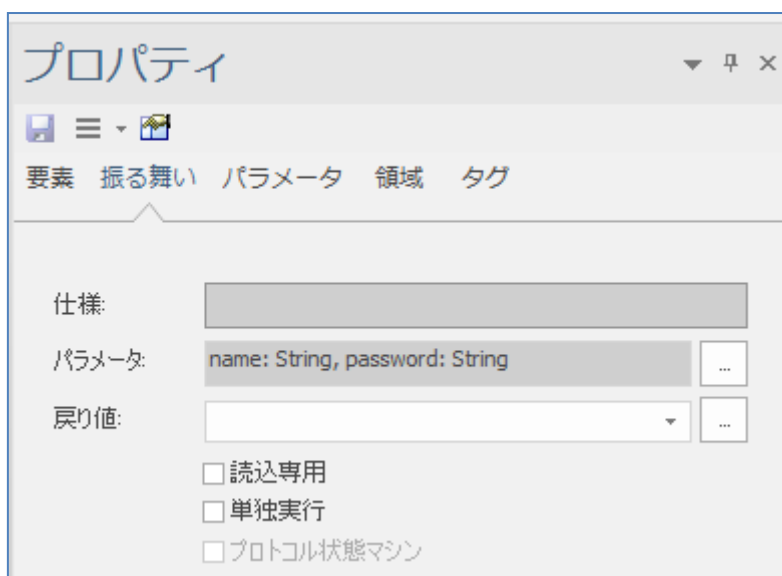 プロパティ
要素 振る舞い パラメータ 領域 タグ
仕様:
パラメータ: name: String, password: String ...
戻り値: ...
読込専用
単独実行
プロトコル状態マシン